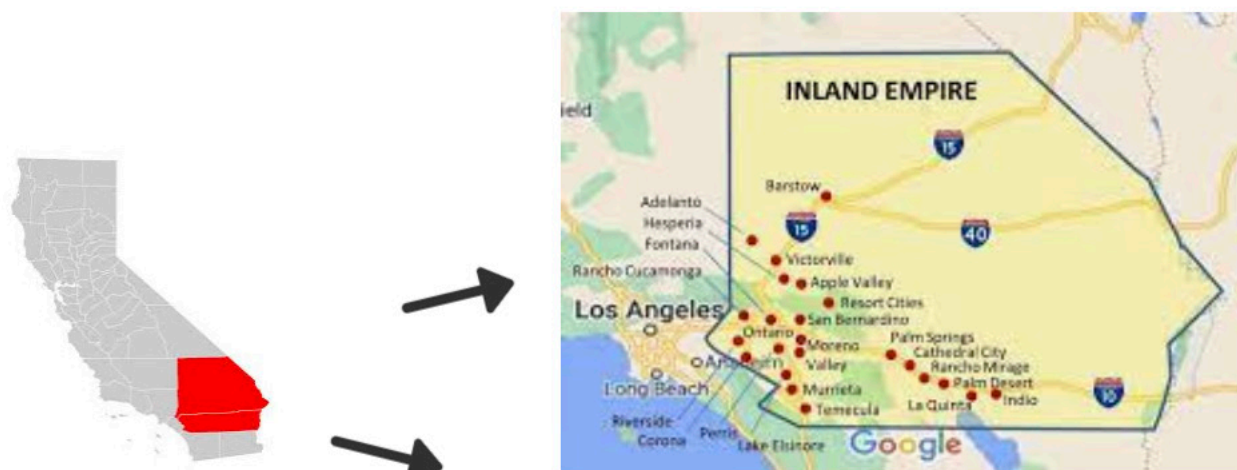 INLAND EMPIRE
ield
15
Barstow
Adelanto
Hesperia
15
40
Fontana
Victorville
Rancho Cucamonga
Apple Valley
Los Angeles
Resort Cities
San Bernardino
Ontario
Palm Springs
Moreno
Cathedral City
Anaheim
Valley
Rancho Mirage
Long Beach
Palm Desert
Murrieta
10
La Quinta
Indio
Riverside
Temecula
Corona
Perris
Lake Elsinore
Google